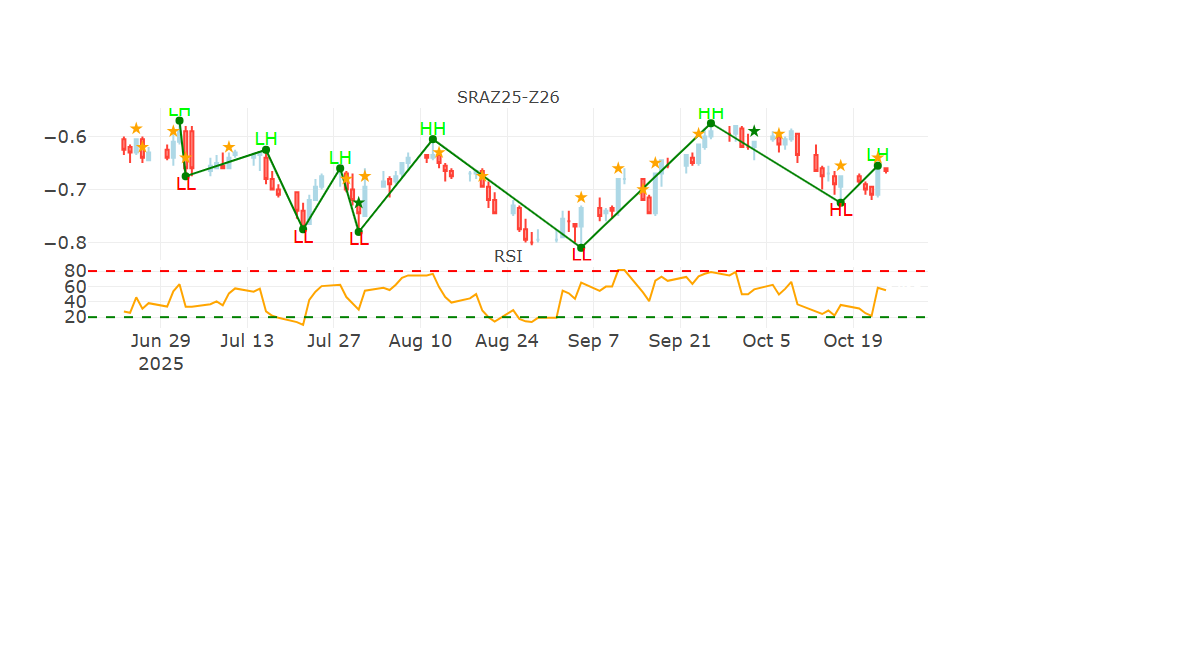 SRAZ25-Z26
LH
HH
HH
−0.6
LH
LH
LH
−0.7
LL
HL
LL
LL
−0.8
LL
RSI
80
60
40
20
Jun 29 Jul 13 Jul 27 Aug 10 Aug 24 Sep 7 Sep 21 Oct 5 Oct 19
2025